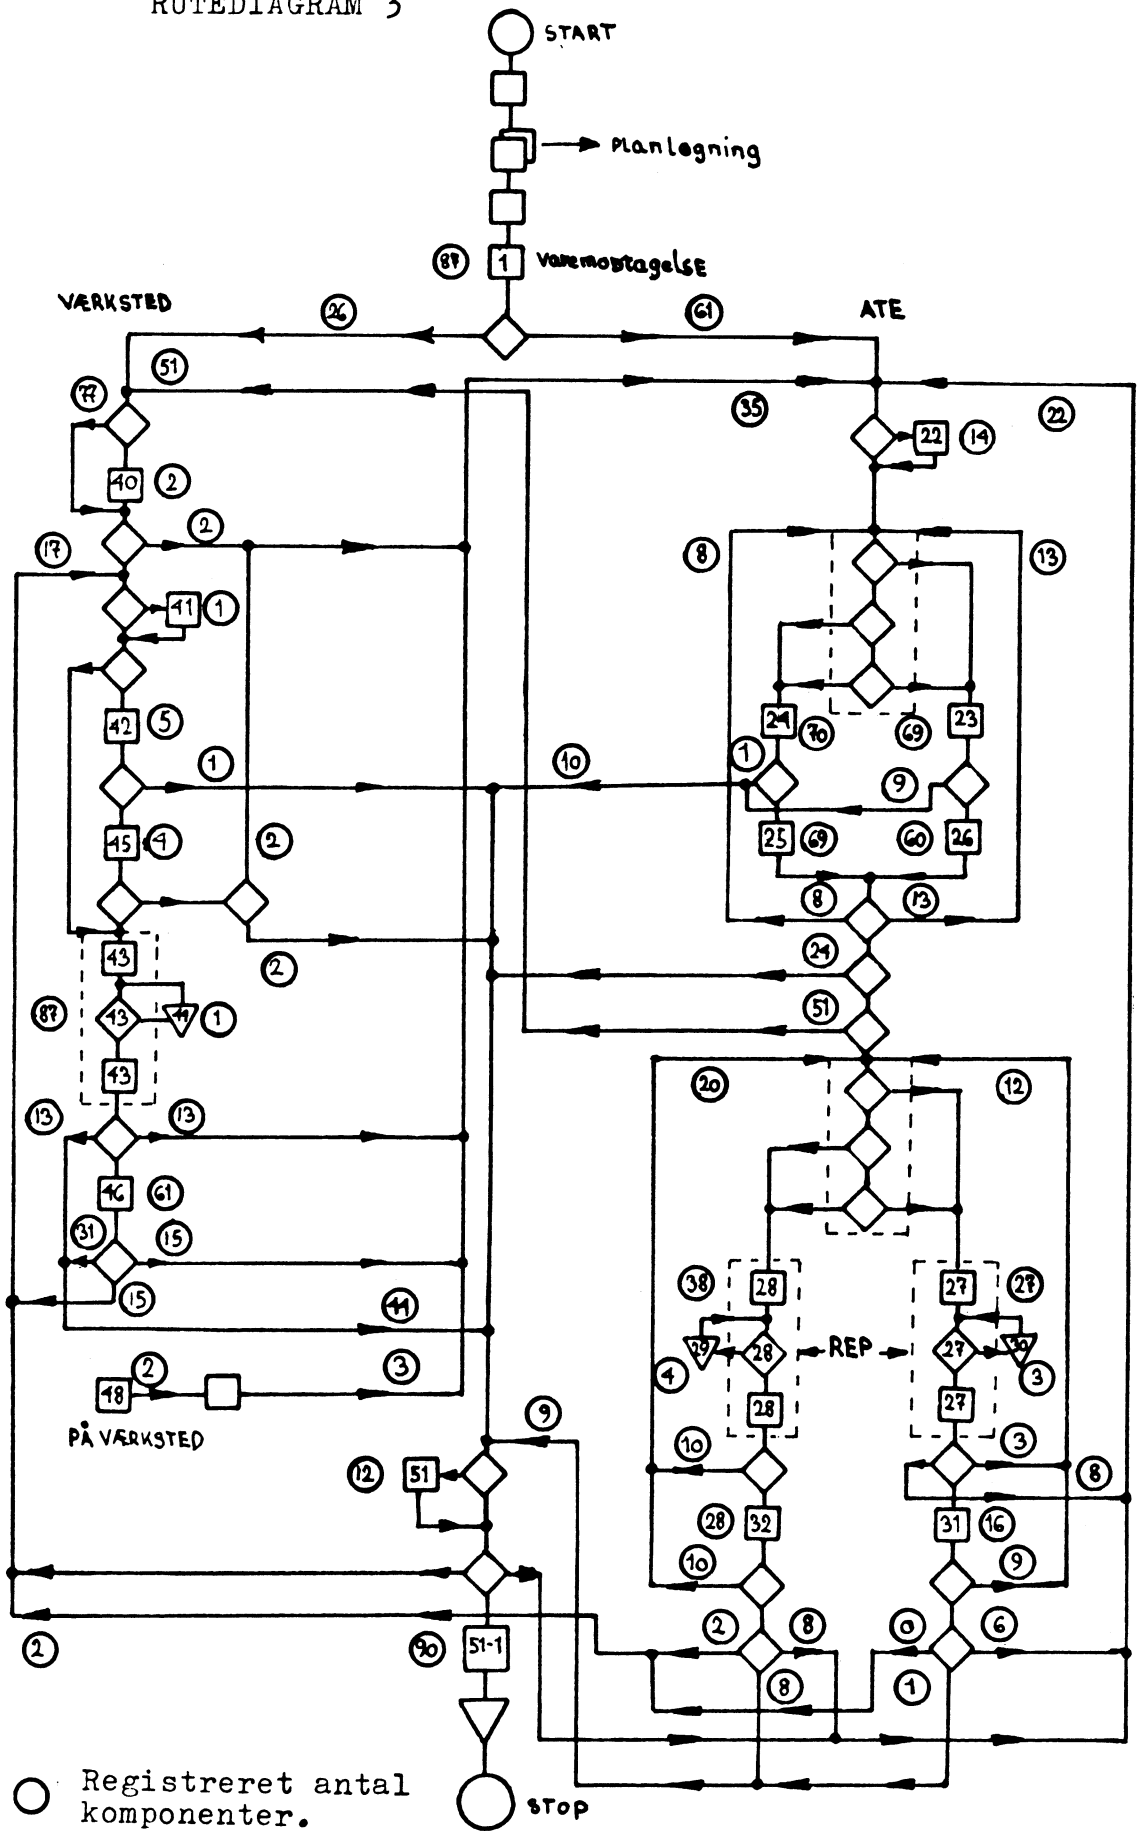 RUTEDIAGRAM 3
START
Planlegning
87 1 Varemodtagelse
VÆRKSTED 26 61 ATE
51
77 35 22
22 14
40 2
2
17 8 13
41 1
42 5 24 70 69 23
1 10 1 9
45 4 2 25 69 60 26
8 13
2 24
43
87 43 44 1 51
43 20 12
13 13
46 61
31 15
15 38 28 27 27
44
29 28 REP 27 30
2 3 4 3
48 28 27
PÅ VÆRKSTED 9
10 3
12 51 8
28 32 31 16
10 9
2 90 51-1 2 8 0 6
8 1
STOP
Registreret antal
komponenter.